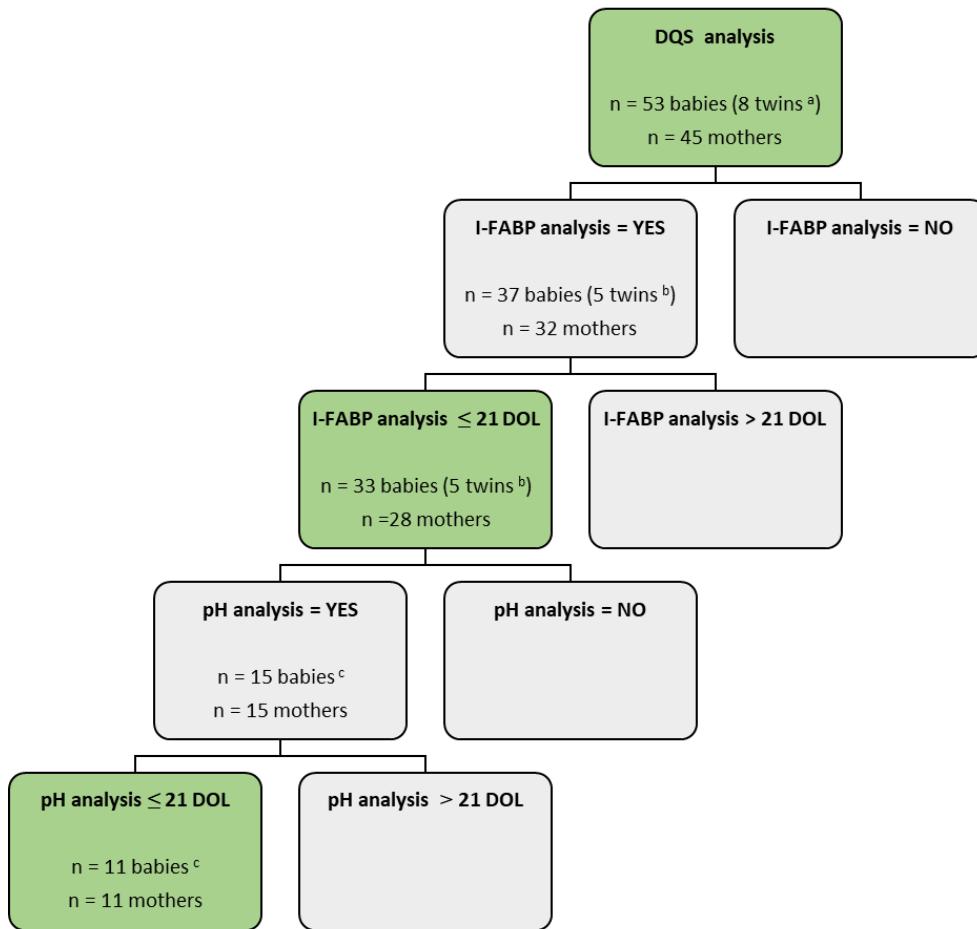 DQS analysis
n = 53 babies (8 twins ᵃ)
n = 45 mothers
I-FABP analysis = YES
n = 37 babies (5 twins ᵇ)
n = 32 mothers
I-FABP analysis = NO
I-FABP analysis ≤ 21 DOL
n = 33 babies (5 twins ᵇ)
n =28 mothers
I-FABP analysis > 21 DOL
pH analysis = YES
n = 15 babies ᶜ
n = 15 mothers
pH analysis = NO
pH analysis ≤ 21 DOL
n = 11 babies ᶜ
n = 11 mothers
pH analysis > 21 DOL